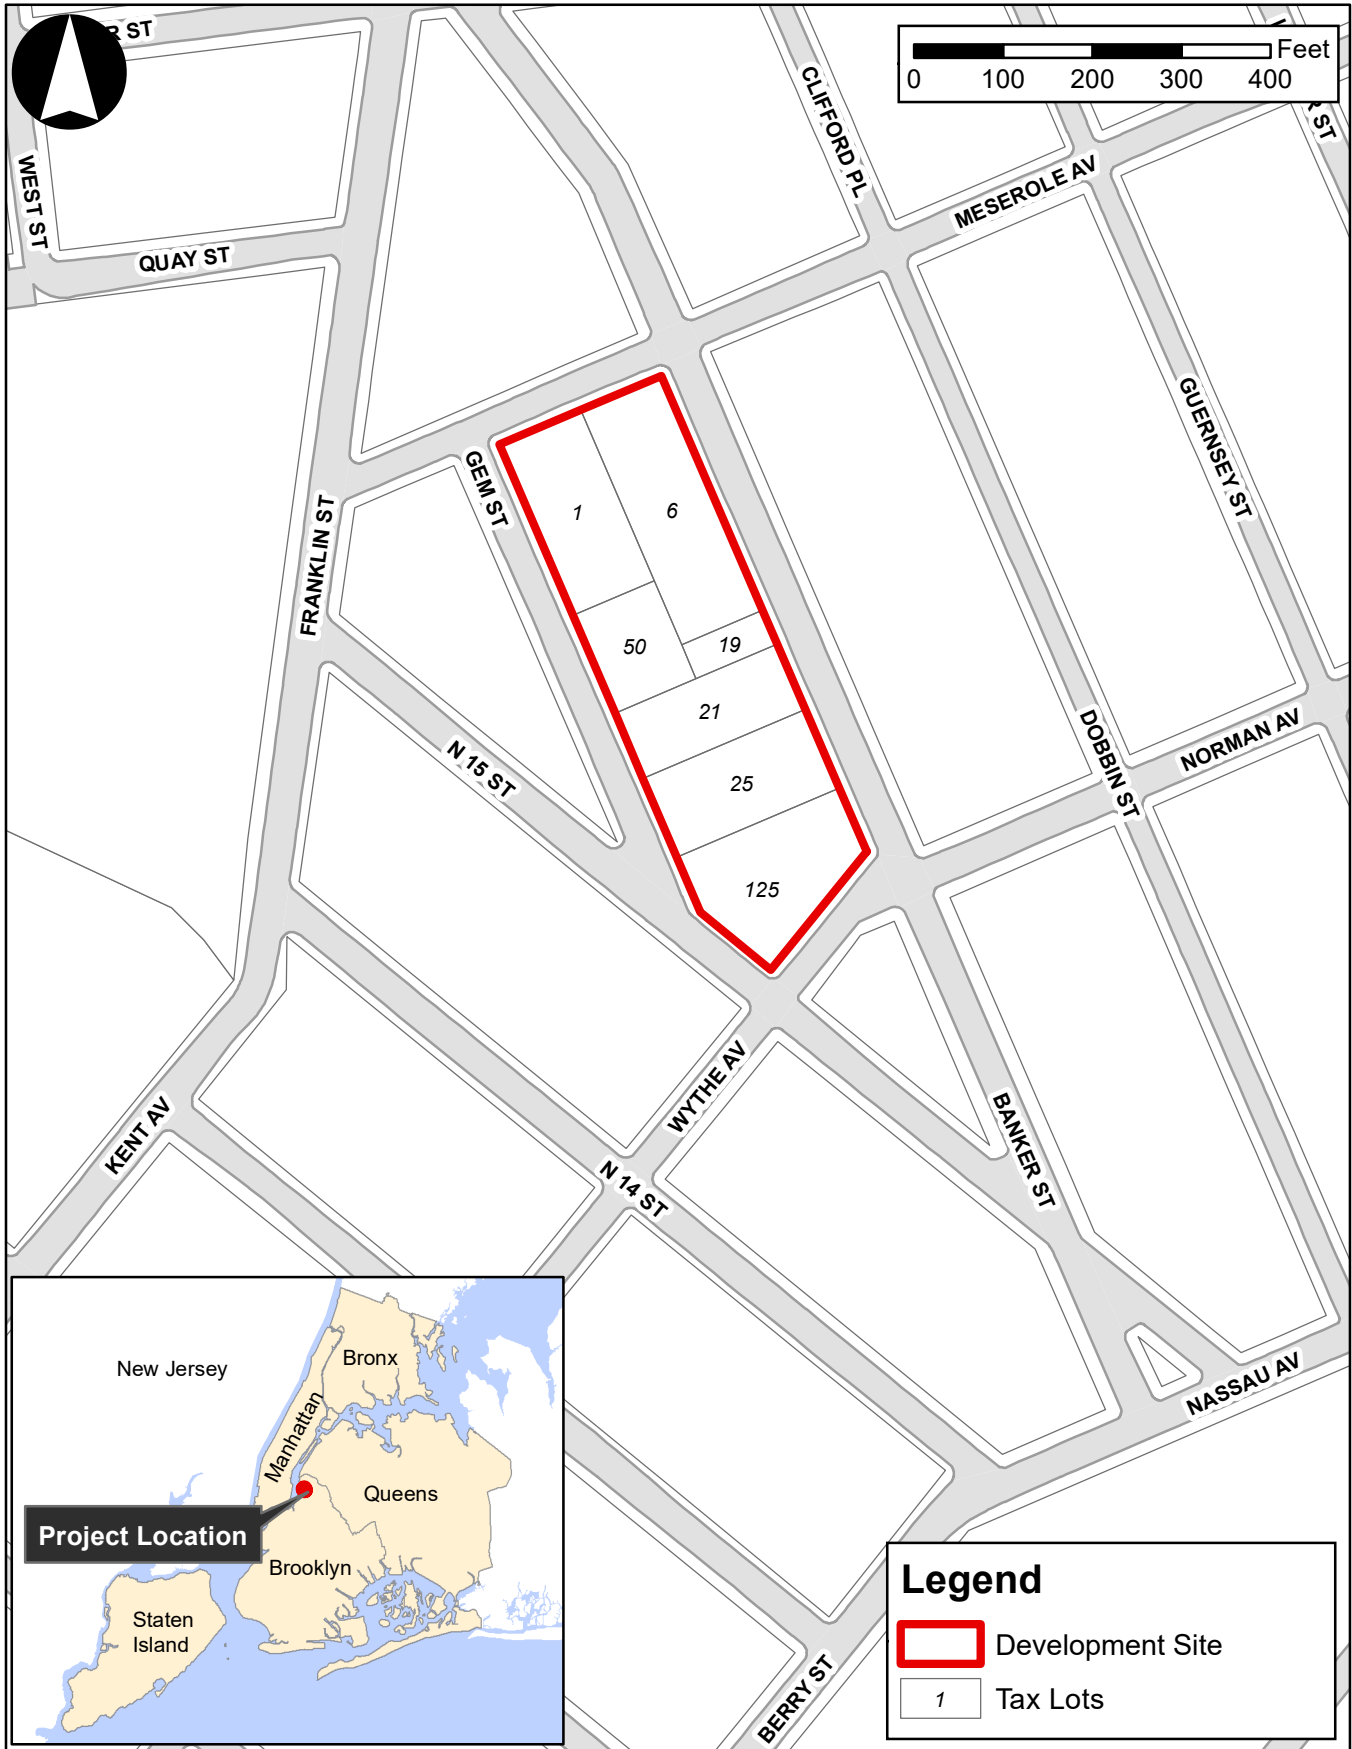 R ST
Feet
0 100 200 300 400
CLIFFORD PL
R ST
WEST ST
MESEROLE AV
QUAY ST
GUERNSEY ST
GEM ST
FRANKLIN ST
1
6
50
19
21
25
125
N 15 ST
DOBBIN ST
NORMAN AV
WYTHE AV
KENT AV
BANKER ST
N 14 ST
NASSAU AV
BERRY ST
New Jersey
Bronx
Manhattan
Queens
Project Location
Brooklyn
Staten
Island
Legend
Development Site
1 Tax Lots